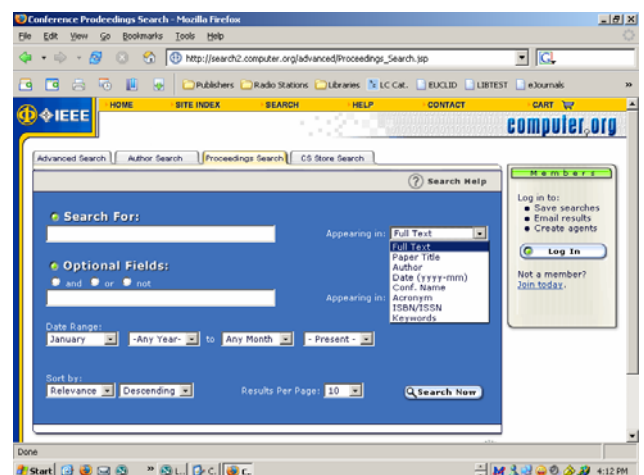 Conference Prodeedings Search - Mozilla Firefox
File Edit View Go Bookmarks Tools Help
http://search2.computer.org/advanced/Proceedings_Search.jsp
Publishers Radio Stations Libraries LC Cat. EUCLID LIBTEST eJournals »
HOME SITE INDEX SEARCH HELP CONTACT CART
IEEE
computer.org
Advanced Search Author Search Proceedings Search CS Store Search
? Search Help
Search For:
Appearing in: Full Text
Full Text
Paper Title
Author
Date (yyyy-mm)
Conf. Name
Acronym
ISBN/ISSN
Keywords
Optional Fields:
and or not
Appearing in:
Date Range:
January -Any Year- to Any Month - Present -
Sort by:
Relevance Descending Results Per Page: 10 Search Now
Members
Log in to:
Save searches
Email results
Create agents
Log In
Not a member?
Join today.
Done
Start » L... C. C. 4:12 PM